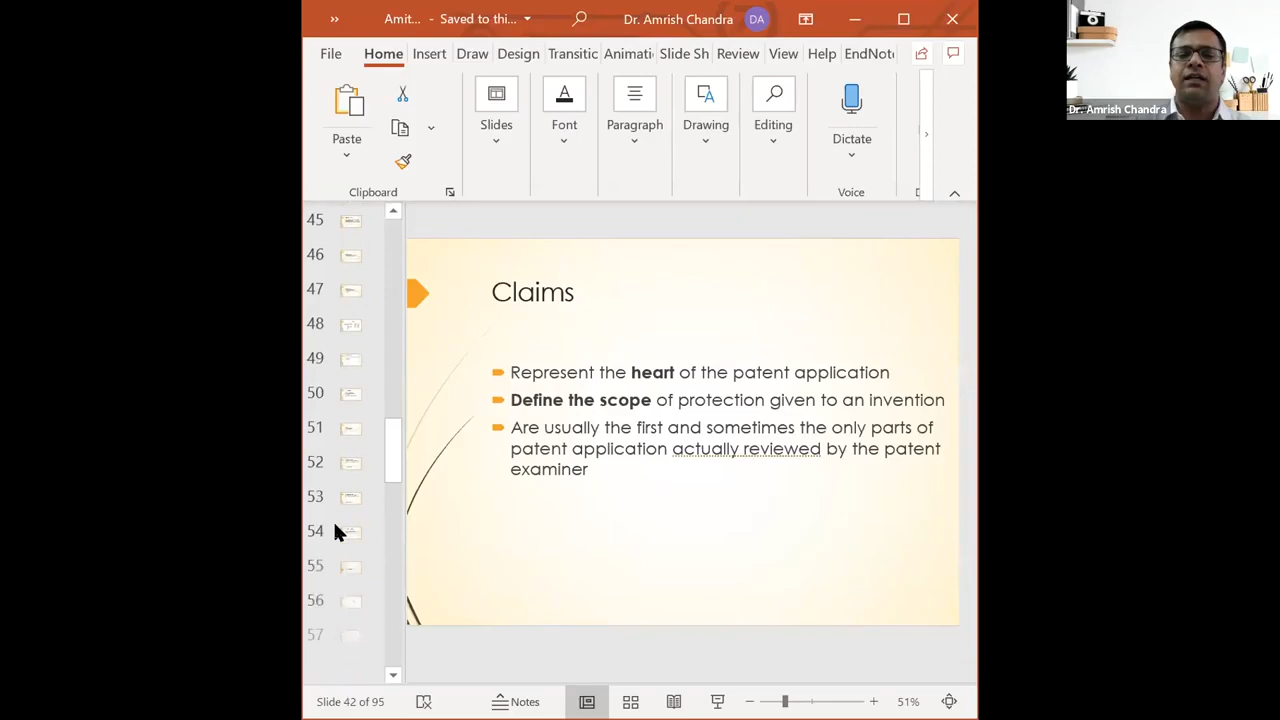 Amit... - Saved to thi...
Dr. Amrish Chandra
DA
File Home Insert Draw Design Transitic Animati Slide Sh Review View Help EndNot
Paste
Slides
Font
Paragraph
Drawing
Editing
Dictate
Clipboard
Voice
45
46
47
48
49
50
51
52
53
54
55
56
57
Claims
Represent the heart of the patent application
Define the scope of protection given to an invention
Are usually the first and sometimes the only parts of
patent application actually reviewed by the patent
examiner
Slide 42 of 95
Notes
51%
Dr. Amrish Chandra